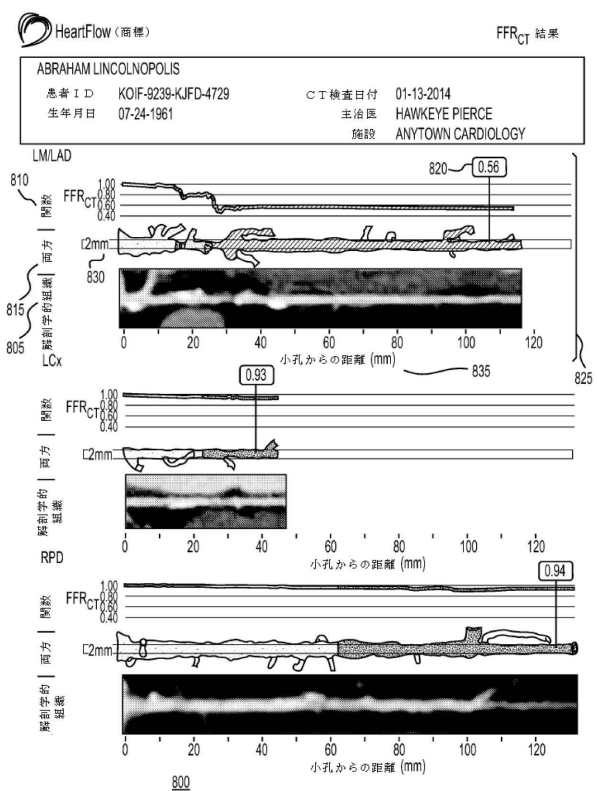 HeartFlow (商標)
FFRCT 結果
ABRAHAM LINCOLNOPOLIS
患者ID KOIF-9239-KJFD-4729 CT検査日付 01-13-2014
生年月日 07-24-1961 主治医 HAWKEYE PIERCE
施設 ANYTOWN CARDIOLOGY
LM/LAD
820 0.56
810 関数 FFRCT 1.00 0.80 0.60 0.40
815 両方 2mm 830
805 解剖学的組織
0 20 40 60 80 100 120
小孔からの距離 (mm) 835 825
LCx
0.93
関数 FFRCT 1.00 0.80 0.60 0.40
両方 2mm
解剖学的組織
0 20 40 60 80 100 120
小孔からの距離 (mm)
RPD
0.94
関数 FFRCT 1.00 0.80 0.60 0.40
両方 2mm
解剖学的組織
0 20 40 60 80 100 120
小孔からの距離 (mm)
800